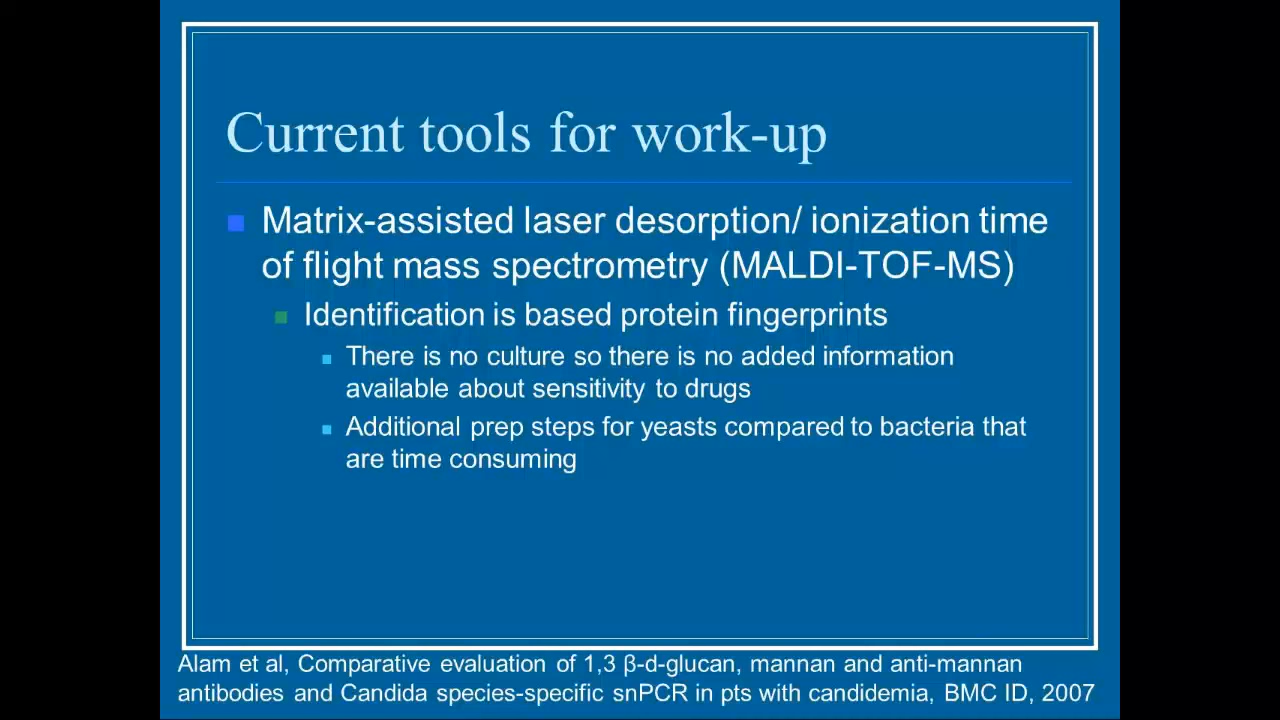 Current tools for work-up
Matrix-assisted laser desorption/ ionization time
of flight mass spectrometry (MALDI-TOF-MS)
Identification is based protein fingerprints
There is no culture so there is no added information
available about sensitivity to drugs
Additional prep steps for yeasts compared to bacteria that
are time consuming
Alam et al, Comparative evaluation of 1,3 β-d-glucan, mannan and anti-mannan
antibodies and Candida species-specific snPCR in pts with candidemia, BMC ID, 2007